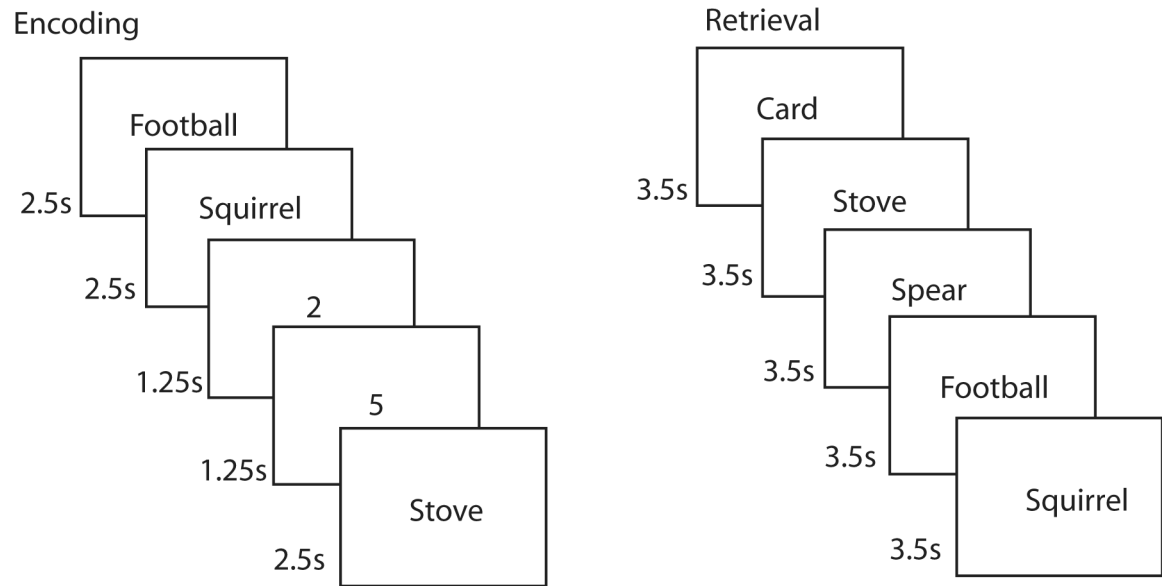 Encoding
Football
2.5s
Squirrel
2.5s
2
1.25s
5
1.25s
Stove
2.5s
Retrieval
Card
3.5s
Stove
3.5s
Spear
3.5s
Football
3.5s
Squirrel
3.5s